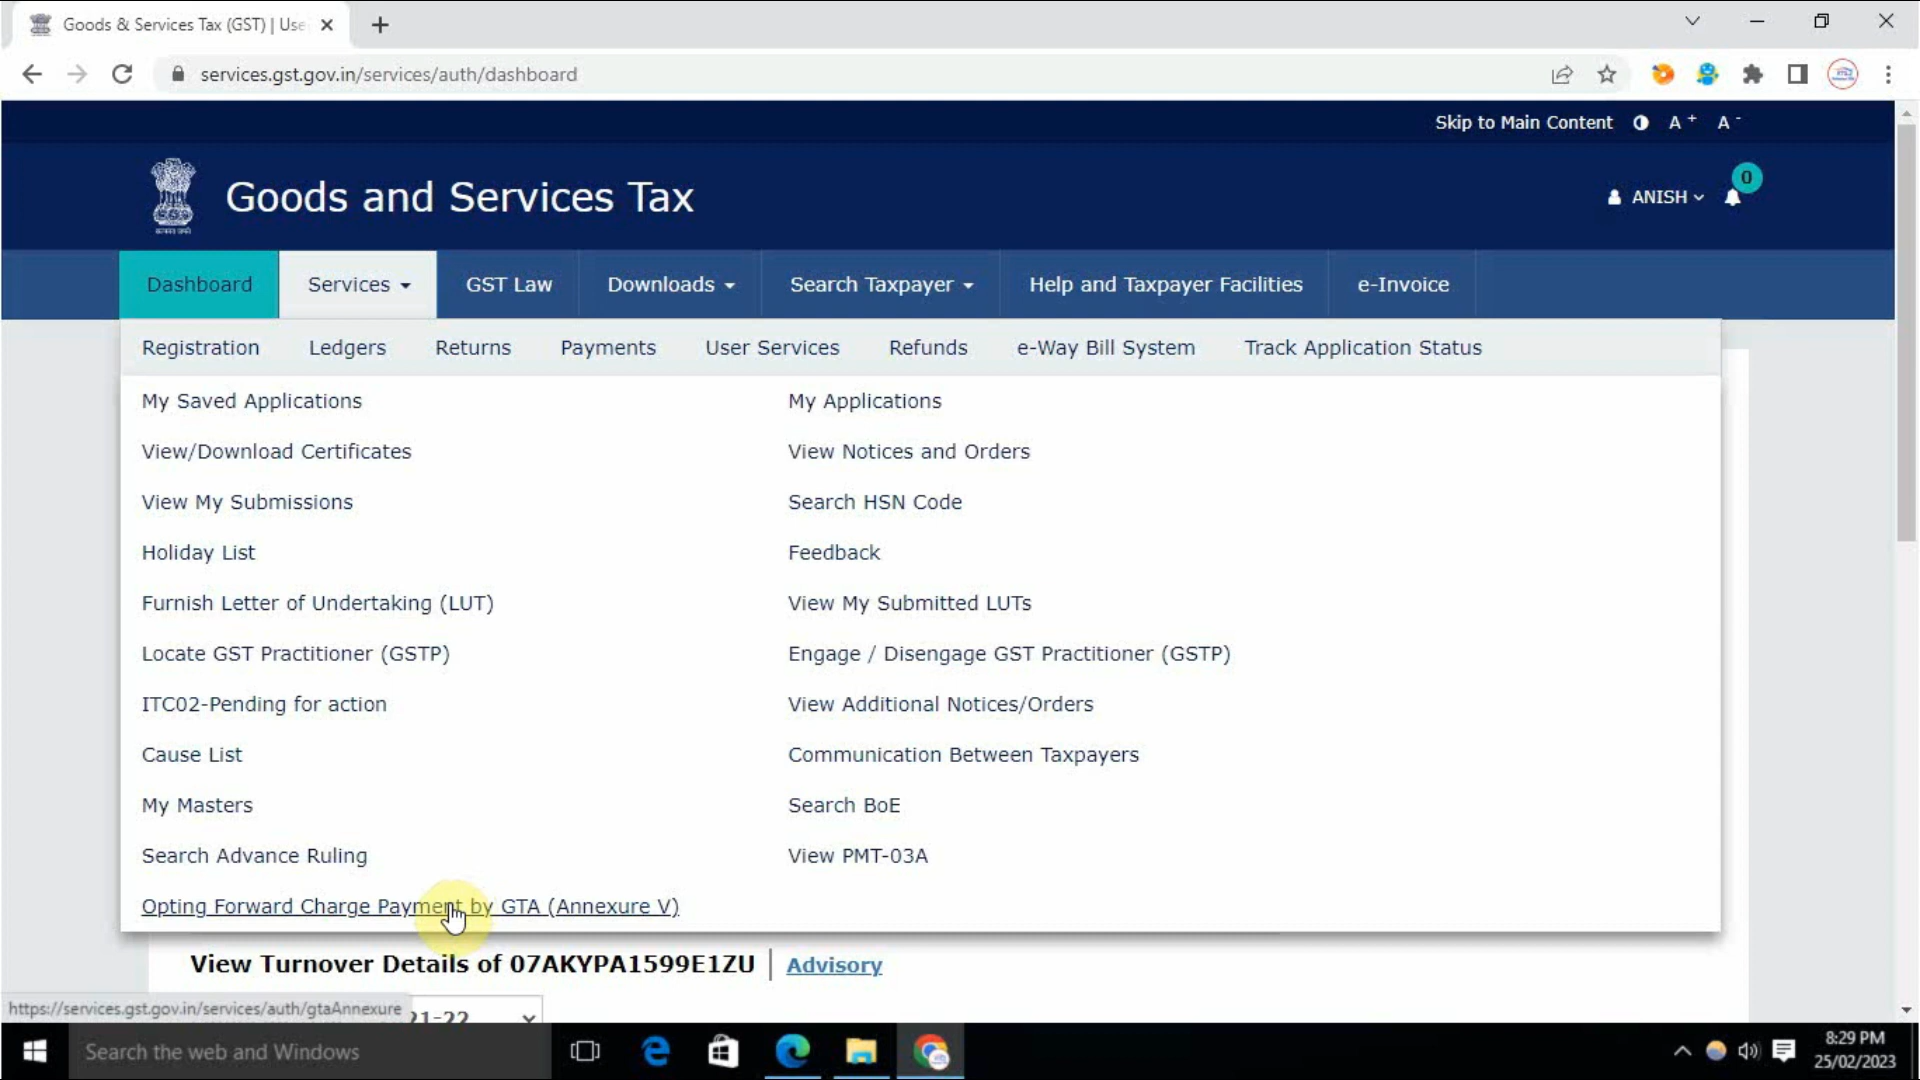 Goods & Services Tax (GST) | Use
services.gst.gov.in/services/auth/dashboard
Skip to Main Content A + A -
Goods and Services Tax
ANISH
0
Dashboard Services GST Law Downloads Search Taxpayer Help and Taxpayer Facilities e-Invoice
Registration Ledgers Returns Payments User Services Refunds e-Way Bill System Track Application Status
My Saved Applications My Applications
View/Download Certificates View Notices and Orders
View My Submissions Search HSN Code
Holiday List Feedback
Furnish Letter of Undertaking (LUT) View My Submitted LUTs
Locate GST Practitioner (GSTP) Engage / Disengage GST Practitioner (GSTP)
ITC02-Pending for action View Additional Notices/Orders
Cause List Communication Between Taxpayers
My Masters Search BoE
Search Advance Ruling View PMT-03A
Opting Forward Charge Payment by GTA (Annexure V)
View Turnover Details of 07AKYPA1599E1ZU | Advisory
https://services.gst.gov.in/services/auth/gtaAnnexure
21-22
Search the web and Windows
8:29 PM
25/02/2023